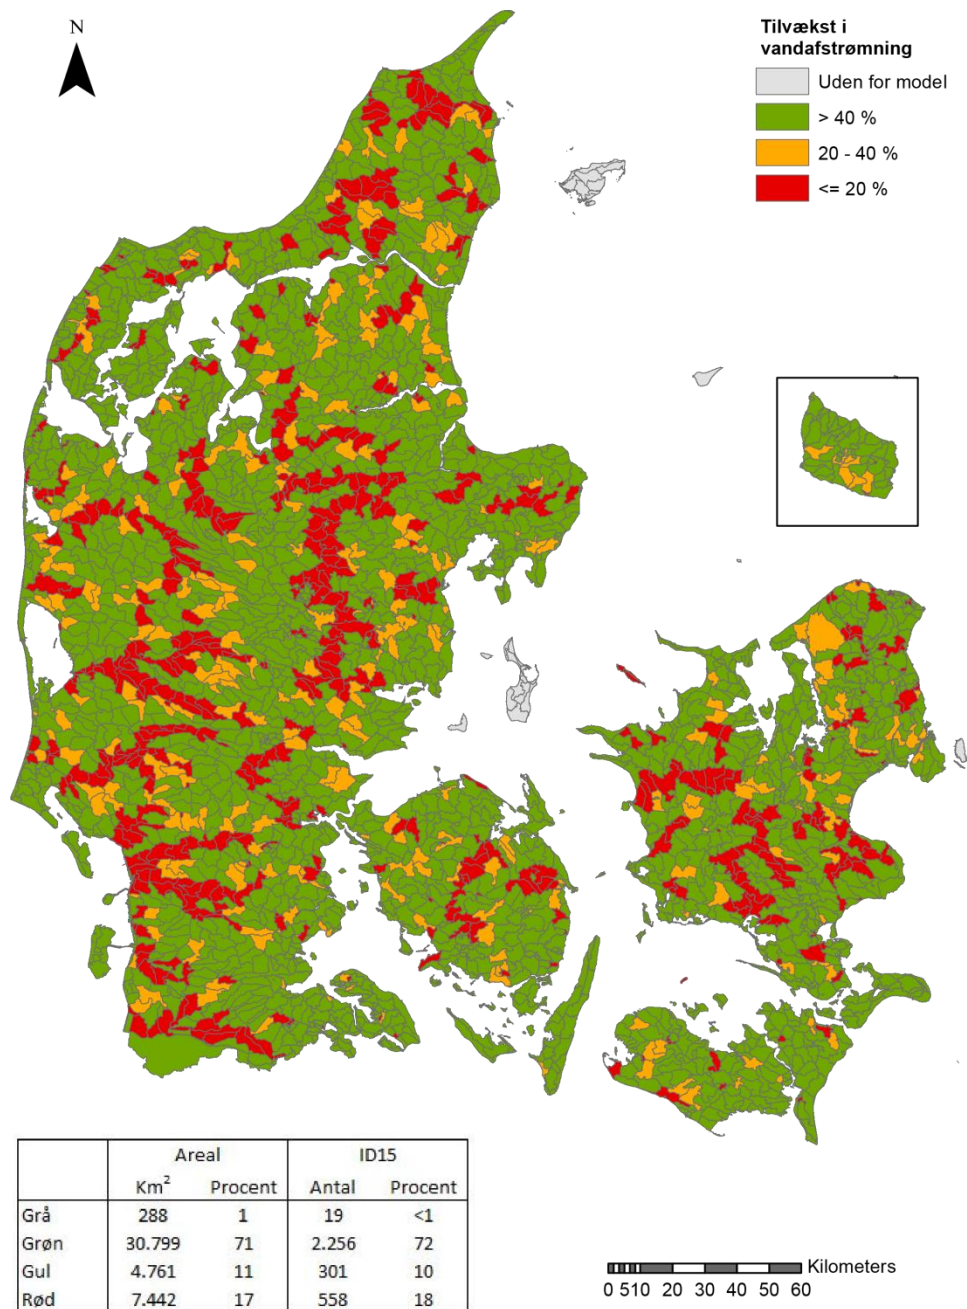 N
Tilvækst i
vandafstrømning
Uden for model
> 40 %
20 - 40 %
<= 20 %
Areal ID15
Km² Procent Antal Procent
Grå 288 1 19 <1
Grøn 30.799 71 2.256 72
Gul 4.761 11 301 10
Rød 7.442 17 558 18
Kilometers
0 5 10 20 30 40 50 60